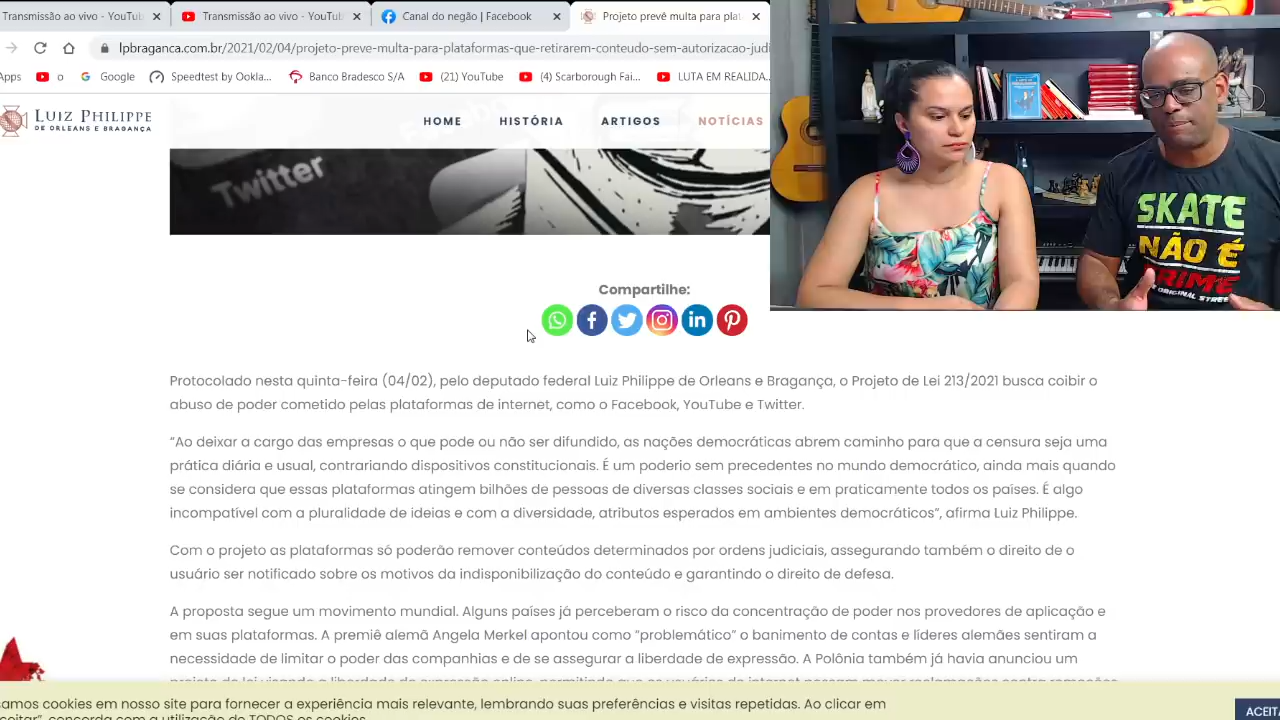 Transmissão ao vivo - YouTub
Transmissão ao vivo - YouTub
Canal do negão | Facebook
Projeto prevê multa para plat
lpbraganca.com.br/2021/02/04/projeto-preve-multa-para-plataformas-que-retirarem-conteudo-sem-autorizacao-judi
Apps
o
Google
Speedtest by Ookla...
Banco Bradesco S/A
(21) YouTube
(4) Scarborough Fai...
LUTA EM REALIDA...
LUIZ PHILIPPE
DE ORLEANS E BRAGANÇA
HOME
HISTÓRIA
ARTIGOS
NOTÍCIAS
Twitter
SKATE
NÃO É
CRIME
ORIGINAL STREE
Compartilhe:
Protocolado nesta quinta-feira (04/02), pelo deputado federal Luiz Philippe de Orleans e Bragança, o Projeto de Lei 213/2021 busca coibir o
abuso de poder cometido pelas plataformas de internet, como o Facebook, YouTube e Twitter.
“Ao deixar a cargo das empresas o que pode ou não ser difundido, as nações democráticas abrem caminho para que a censura seja uma
prática diária e usual, contrariando dispositivos constitucionais. É um poderio sem precedentes no mundo democrático, ainda mais quando
se considera que essas plataformas atingem bilhões de pessoas de diversas classes sociais e em praticamente todos os países. É algo
incompatível com a pluralidade de ideias e com a diversidade, atributos esperados em ambientes democráticos”, afirma Luiz Philippe.
Com o projeto as plataformas só poderão remover conteúdos determinados por ordens judiciais, assegurando também o direito de o
usuário ser notificado sobre os motivos da indisponibilização do conteúdo e garantindo o direito de defesa.
A proposta segue um movimento mundial. Alguns países já perceberam o risco da concentração de poder nos provedores de aplicação e
em suas plataformas. A premiê alemã Angela Merkel apontou como “problemático” o banimento de contas e líderes alemães sentiram a
necessidade de limitar o poder das companhias e de se assegurar a liberdade de expressão. A Polônia também já havia anunciou um
samos cookies em nosso site para fornecer a experiência mais relevante, lembrando suas preferências e visitas repetidas. Ao clicar em
ceitar”, concorda com a utilização de TODOS os cookies.
ACEITA